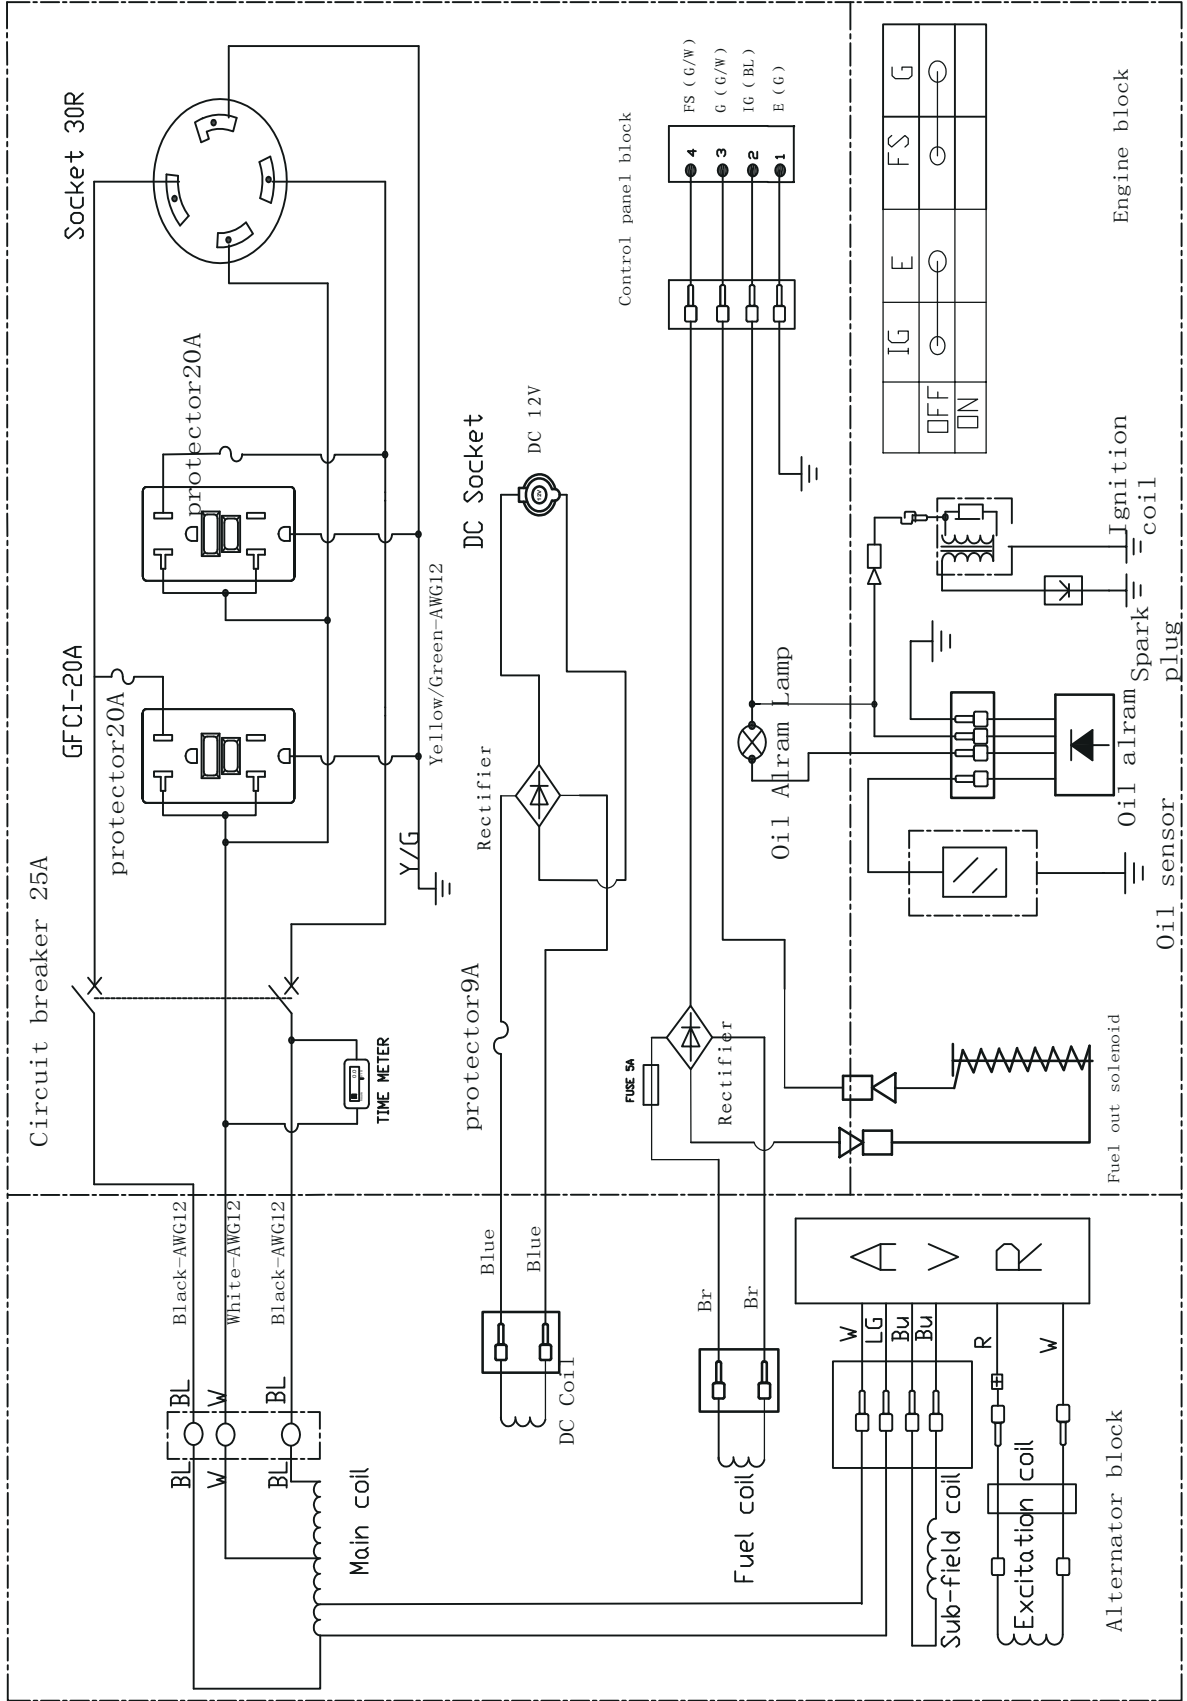 Socket 30R
protector20A
GFCI-20A
protector20A
Circuit breaker 25A
Yellow/Green-AWG12
Y/G
TIME METER
0.0
DC Socket
DC 12V
12V
Rectifier
protector9A
Control panel block
FS (G/W)
G (G/W)
IG (BL)
E (G)
4
3
2
1
Oil Alram Lamp
FUSE 5A
Rectifier
Engine block
IG E FS G
OFF
ON
Ignition
coil
Spark
plug
Oil alram
Oil sensor
Fuel out solenoid
Black-AWG12
White-AWG12
Black-AWG12
BL
W
BL
BL
W
BL
Main coil
Blue
Blue
DC Coil
Br
Br
Fuel coil
AVR
W
LG
Bu
Bu
R
W
Sub-field coil
Excitation coil
Alternator block